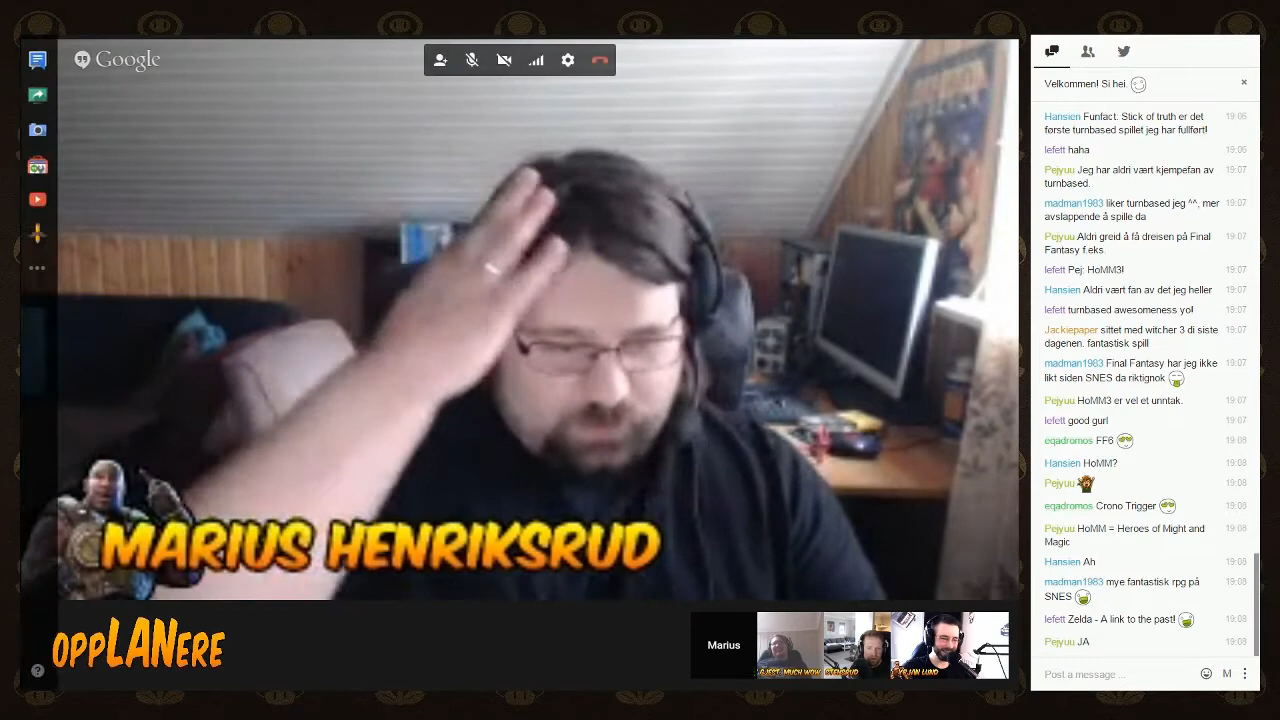 Google
MARIUS HENRIKSRUD
OPPLANERE
Marius
GJEST MUCH WOW
STENSRUD
Velkommen! Si hei
Hansien Funfact: Stick of truth er det 19:06
første turnbased spillet jeg har fullført!
lefett haha 19:06
Pejyuu Jeg har aldri vært kjempefan av 19:07
turnbased.
madman1983 liker turnbased jeg ^^, mer 19:07
avslappende å spille da
Pejyuu Aldri greid å få dreisen på Final 19:07
Fantasy f.eks.
lefett Pej: HoMM3! 19:07
Hansien Aldri vært fan av det jeg heller 19:07
lefett turnbased awesomeness yo! 19:07
Jackiepaper sittet med witcher 3 di siste 19:07
dagenen. fantastisk spill
madman1983 Final Fantasy har jeg ikke 19:07
likt siden SNES da riktignok
Pejyuu HoMM3 er vel et unntak. 19:07
lefett good gurl 19:07
eqadromos FF6 19:08
Hansien HoMM? 19:08
Pejyuu 19:08
eqadromos Crono Trigger 19:08
Pejyuu HoMM = Heroes of Might and 19:08
Magic
Hansien Ah 19:08
madman1983 mye fantastisk rpg på 19:08
SNES
lefett Zelda - A link to the past! 19:08
Pejyuu JA 19:08
Post a message ...
M